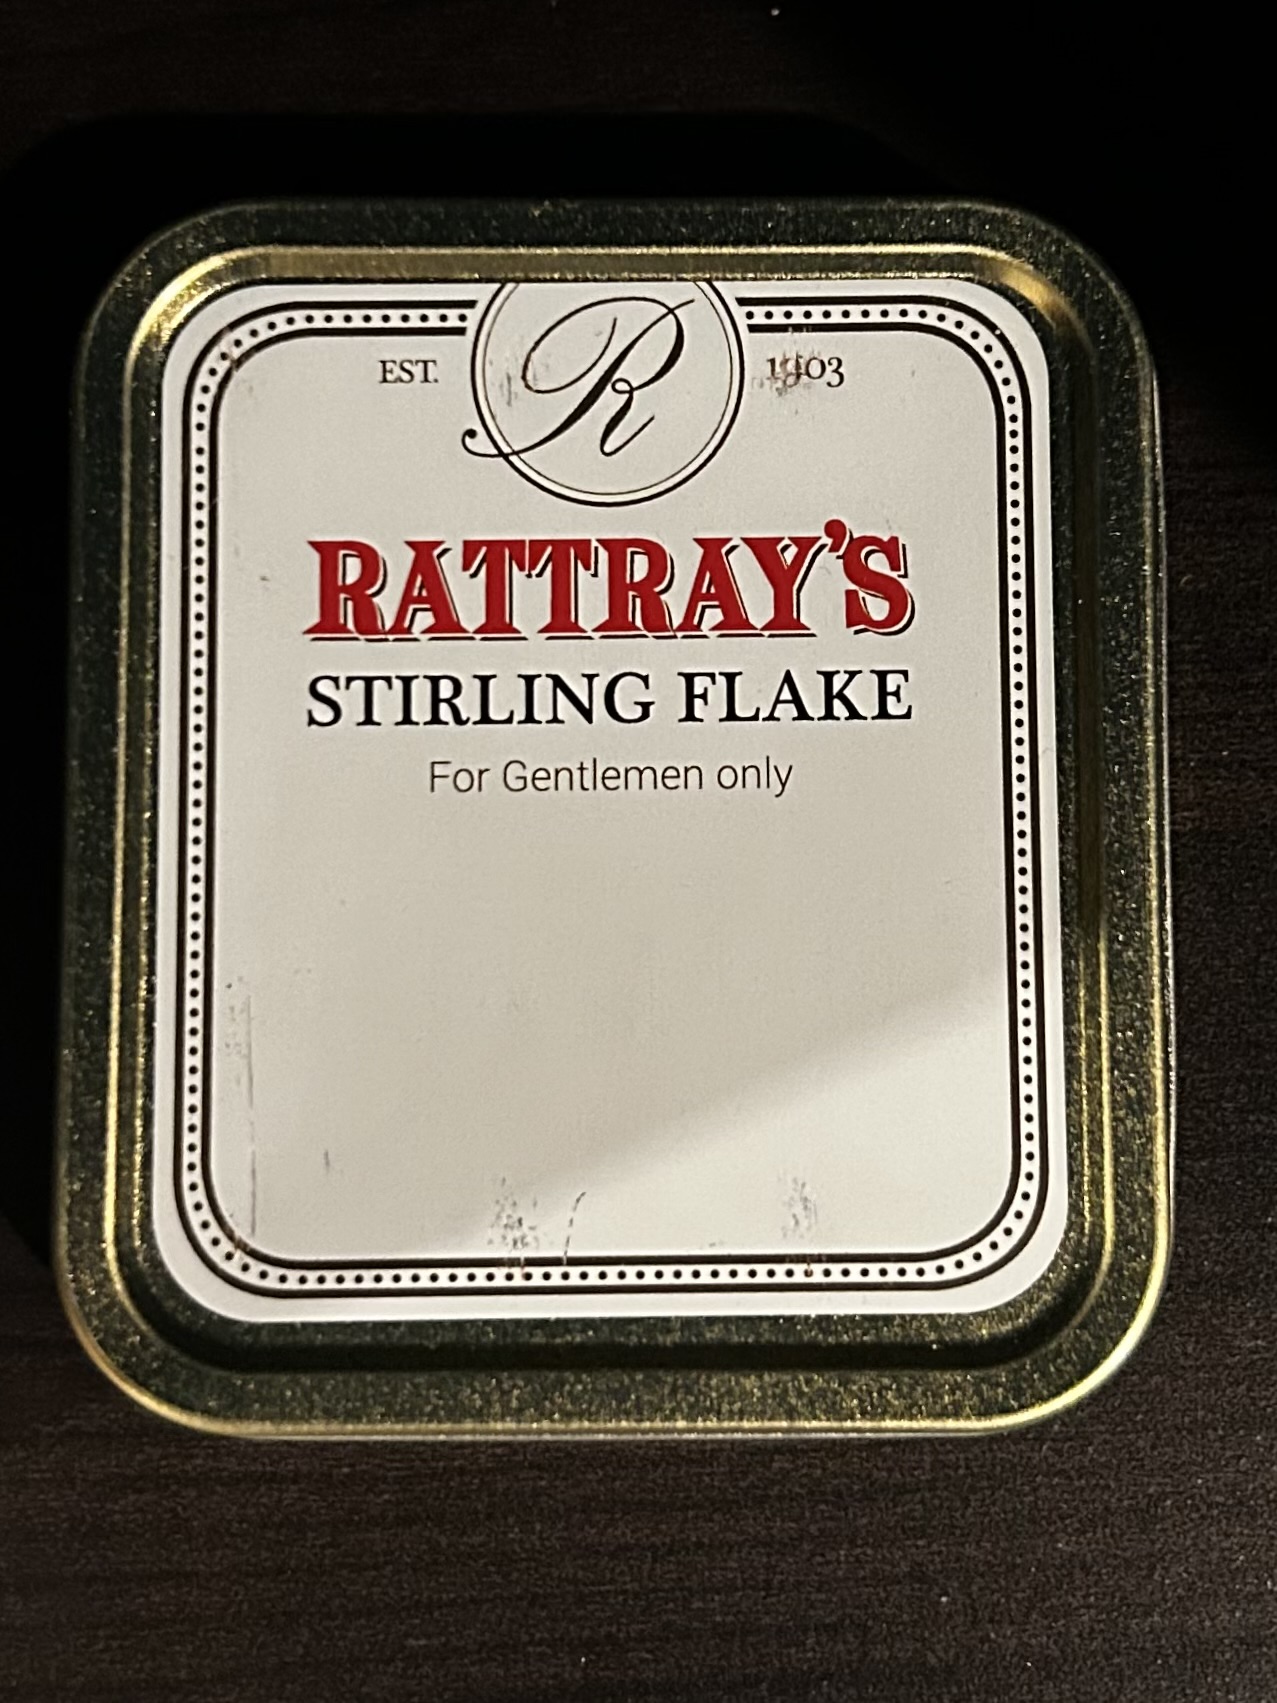 EST. R 1903
RATTRAY'S
STIRLING FLAKE
For Gentlemen only